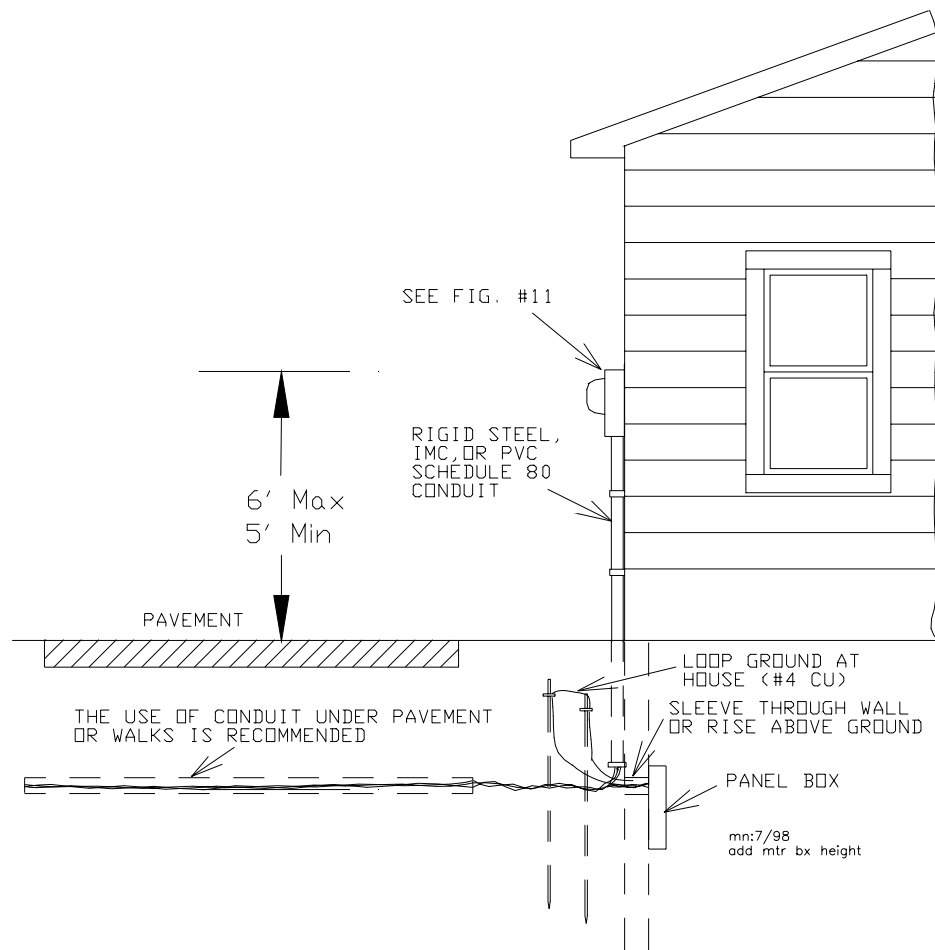 SEE FIG. #11
RIGID STEEL,
IMC,OR PVC
SCHEDULE 80
CONDUIT
6' Max
5' Min
PAVEMENT
LOOP GROUND AT
HOUSE (#4 CU)
SLEEVE THROUGH WALL
OR RISE ABOVE GROUND
THE USE OF CONDUIT UNDER PAVEMENT
OR WALKS IS RECOMMENDED
PANEL BOX
mn:7/98
add mtr bx height